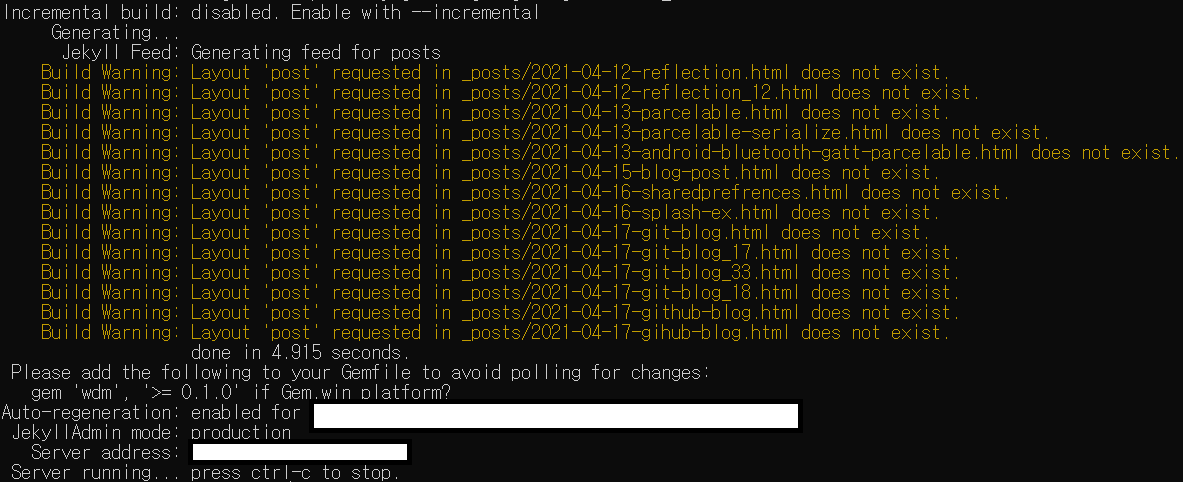 Incremental build: disabled. Enable with --incremental
Generating...
Jekyll Feed: Generating feed for posts
Build Warning: Layout 'post' requested in _posts/2021-04-12-reflection.html does not exist.
Build Warning: Layout 'post' requested in _posts/2021-04-12-reflection_12.html does not exist.
Build Warning: Layout 'post' requested in _posts/2021-04-13-parcelable.html does not exist.
Build Warning: Layout 'post' requested in _posts/2021-04-13-parcelable-serialize.html does not exist.
Build Warning: Layout 'post' requested in _posts/2021-04-13-android-bluetooth-gatt-parcelable.html does not exist.
Build Warning: Layout 'post' requested in _posts/2021-04-15-blog-post.html does not exist.
Build Warning: Layout 'post' requested in _posts/2021-04-16-sharedprefrences.html does not exist.
Build Warning: Layout 'post' requested in _posts/2021-04-16-splash-ex.html does not exist.
Build Warning: Layout 'post' requested in _posts/2021-04-17-git-blog.html does not exist.
Build Warning: Layout 'post' requested in _posts/2021-04-17-git-blog_17.html does not exist.
Build Warning: Layout 'post' requested in _posts/2021-04-17-git-blog_33.html does not exist.
Build Warning: Layout 'post' requested in _posts/2021-04-17-git-blog_18.html does not exist.
Build Warning: Layout 'post' requested in _posts/2021-04-17-github-blog.html does not exist.
Build Warning: Layout 'post' requested in _posts/2021-04-17-gihub-blog.html does not exist.
done in 4.915 seconds.
Please add the following to your Gemfile to avoid polling for changes:
gem 'wdm', '>= 0.1.0' if Gem.win_platform?
Auto-regeneration: enabled for
JekyllAdmin mode: production
Server address:
Server running... press ctrl-c to stop.